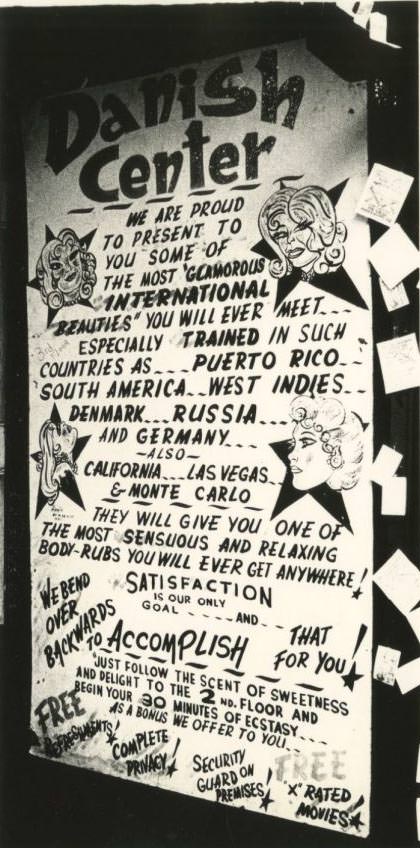 Danish
Center
WE ARE PROUD
TO PRESENT TO
YOU SOME OF
THE MOST "GLAMOROUS
INTERNATIONAL
BEAUTIES" YOU WILL EVER MEET....
ESPECIALLY TRAINED IN SUCH
COUNTRIES AS.... PUERTO RICO...
SOUTH AMERICA...WEST INDIES...
DENMARK... RUSSIA...
AND GERMANY...
-ALSO-
CALIFORNIA....LAS VEGAS..
& MONTE CARLO
THEY WILL GIVE YOU ONE OF
THE MOST SENSUOUS AND RELAXING
BODY-RUBS YOU WILL EVER GET ANYWHERE!
WE BEND
OVER
BACKWARDS
SATISFACTION
IS OUR ONLY
GOAL ..... AND...
TO ACCOMPLISH
THAT
FOR YOU!
"JUST FOLLOW THE SCENT OF SWEETNESS
AND DELIGHT TO THE 2 ND. FLOOR AND
BEGIN YOUR 30 MINUTES OF ECSTASY....
AS A BONUS WE OFFER TO YOU....
FREE
REFRESHMENTS!
COMPLETE
PRIVACY!
SECURITY
GUARD ON
PREMISES!
FREE
"X" RATED
MOVIES